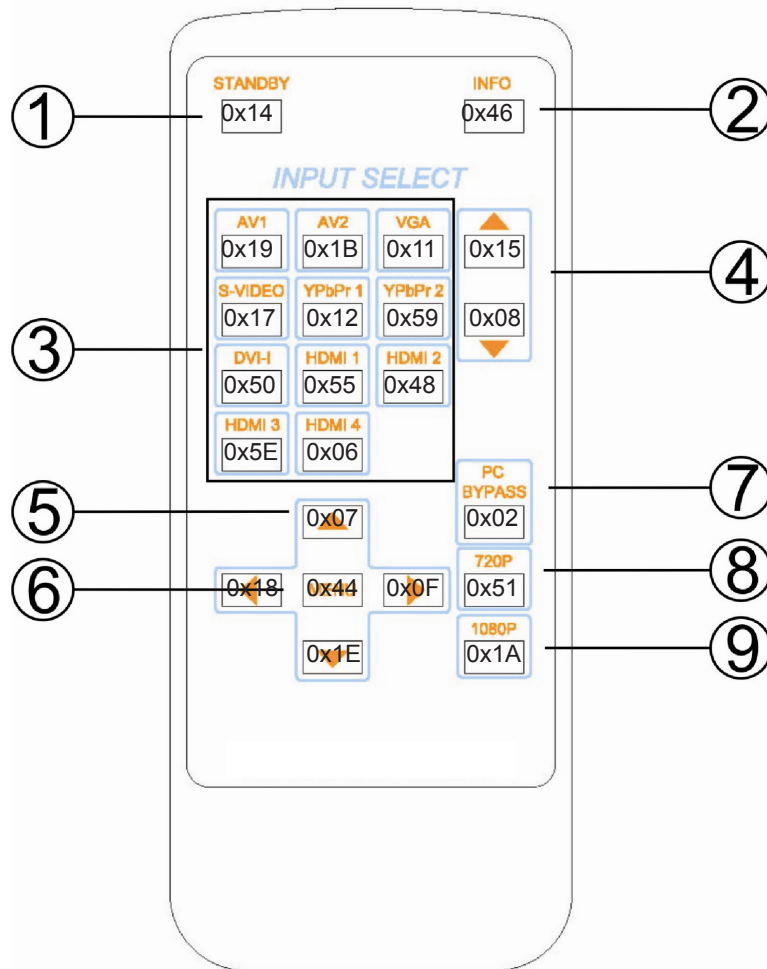 STANDBY INFO
① 0x14 0x46 ②
INPUT SELECT
AV1 AV2 VGA
0x19 0x1B 0x11 0x15 ④
S-VIDEO YPbPr 1 YPbPr 2
0x17 0x12 0x59 0x08
③
DVI-I HDMI 1 HDMI 2
0x50 0x55 0x48
HDMI 3 HDMI 4
0x5E 0x06
PC
BYPASS ⑦
⑤ 0x07 0x02
720P
⑥ 0x18 0x44 0x0F 0x51 ⑧
1080P
0x1E 0x1A ⑨